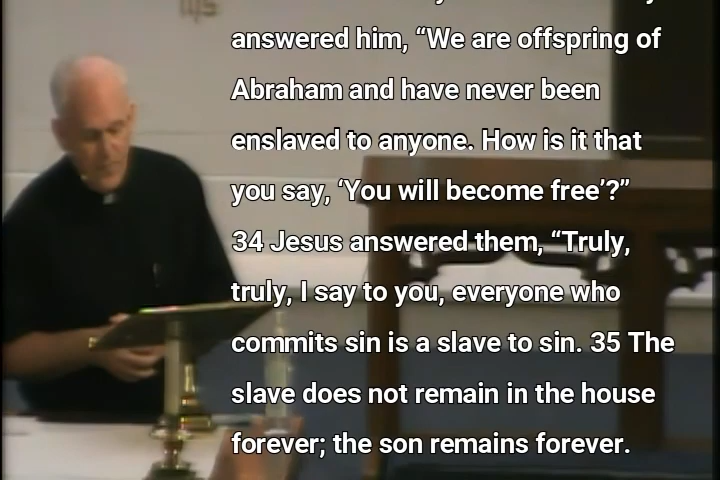 answered him, “We are offspring of
Abraham and have never been
enslaved to anyone. How is it that
you say, ‘You will become free’?”
34 Jesus answered them, “Truly,
truly, I say to you, everyone who
commits sin is a slave to sin. 35 The
slave does not remain in the house
forever; the son remains forever.